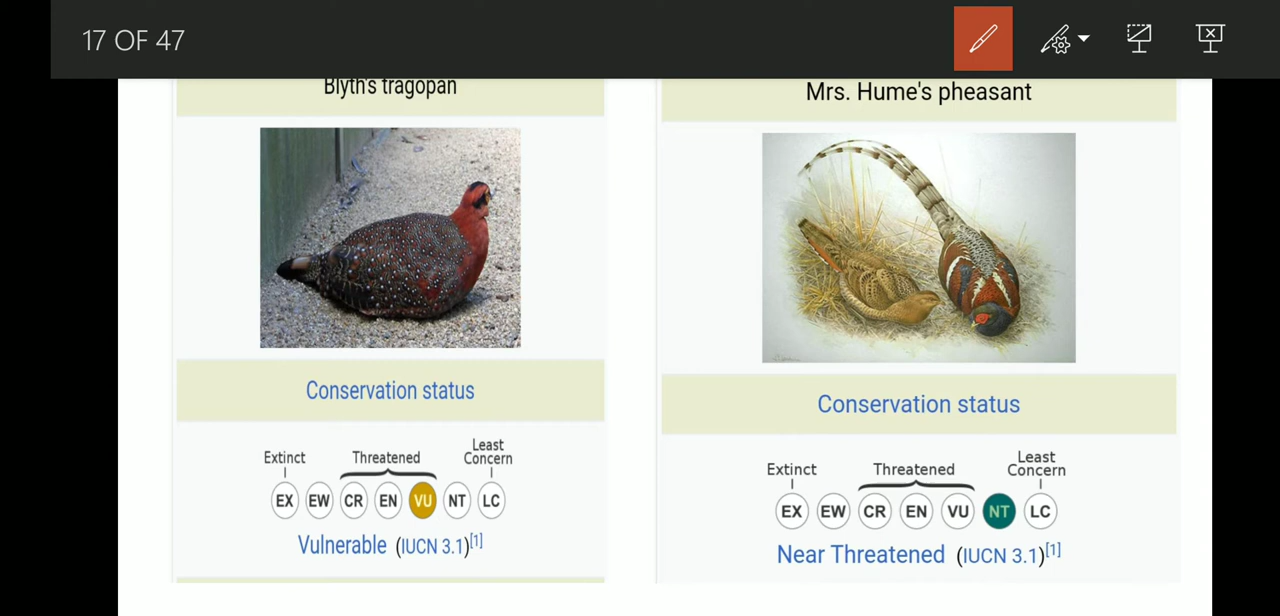 17 OF 47
Blyth's tragopan
Conservation status
Extinct
Threatened
Least
Concern
EX EW CR EN VU NT LC
Vulnerable (IUCN 3.1)[1]
Mrs. Hume's pheasant
Conservation status
Extinct
Threatened
Least
Concern
EX EW CR EN VU NT LC
Near Threatened (IUCN 3.1)[1]